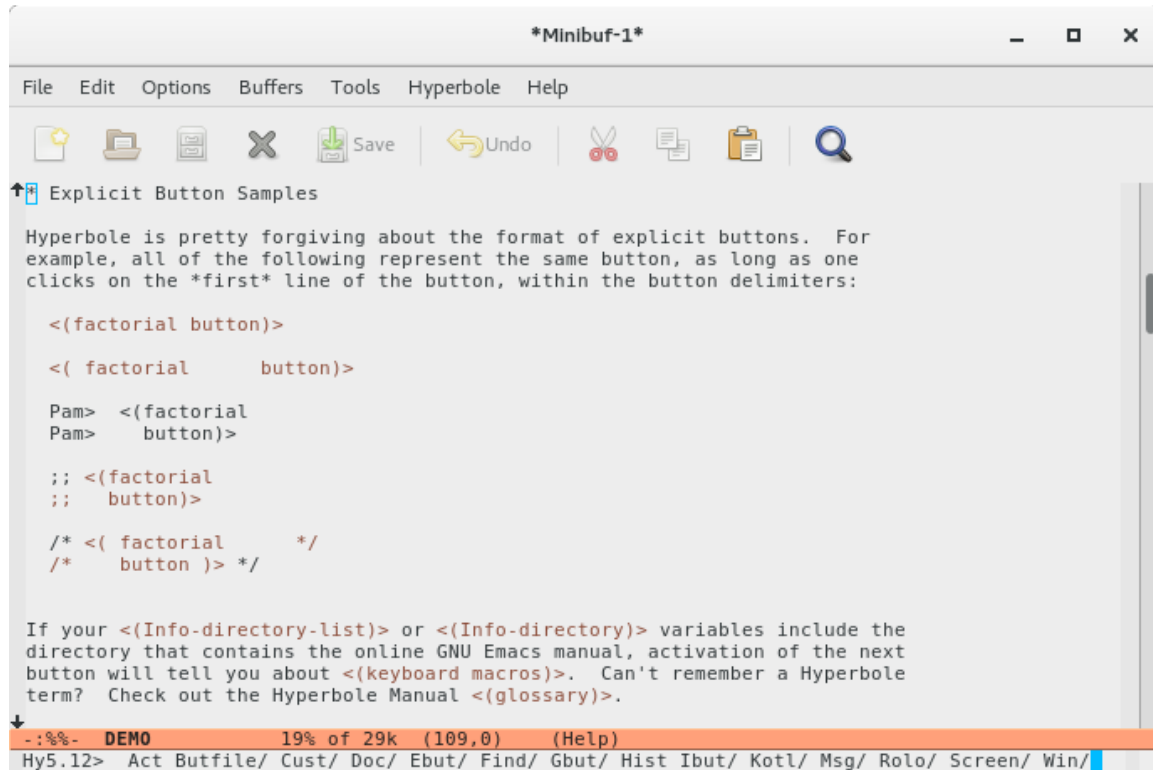 *Minibuf-1*
File Edit Options Buffers Tools Hyperbole Help
Save Undo
* Explicit Button Samples
Hyperbole is pretty forgiving about the format of explicit buttons.  For
example, all of the following represent the same button, as long as one
clicks on the *first* line of the button, within the button delimiters:
<(factorial button)>
<( factorial      button)>
Pam>  <(factorial
Pam>    button)>
;; <(factorial
;;   button)>
/* <( factorial      */
/*    button )> */
If your <(Info-directory-list)> or <(Info-directory)> variables include the
directory that contains the online GNU Emacs manual, activation of the next
button will tell you about <(keyboard macros)>.  Can't remember a Hyperbole
term?  Check out the Hyperbole Manual <(glossary)>.
-:%%-  DEMO           19% of 29k  (109,0)    (Help)
Hy5.12>  Act Butfile/ Cust/ Doc/ Ebut/ Find/ Gbut/ Hist Ibut/ Kotl/ Msg/ Rolo/ Screen/ Win/